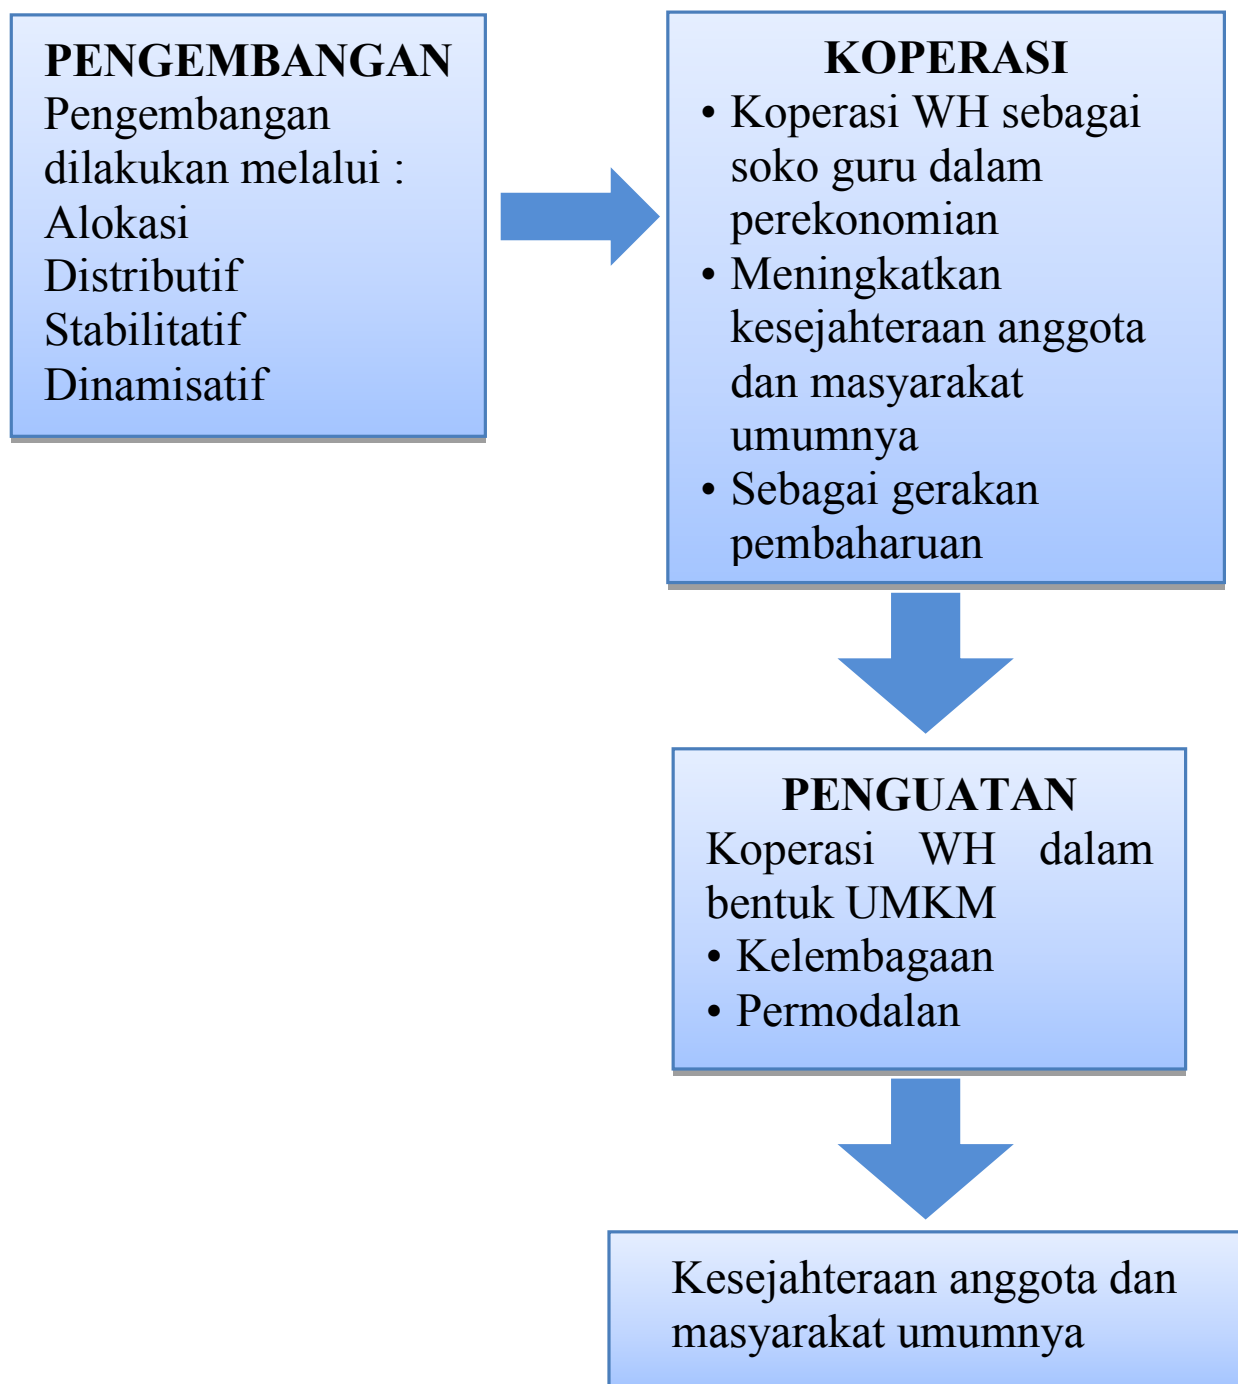 PENGEMBANGAN
Pengembangan
dilakukan melalui :
Alokasi
Distributif
Stabilitatif
Dinamisatif
KOPERASI
• Koperasi WH sebagai
soko guru dalam
perekonomian
• Meningkatkan
kesejahteraan anggota
dan masyarakat
umumnya
• Sebagai gerakan
pembaharuan
PENGUATAN
Koperasi WH dalam
bentuk UMKM
• Kelembagaan
• Permodalan
Kesejahteraan anggota dan
masyarakat umumnya